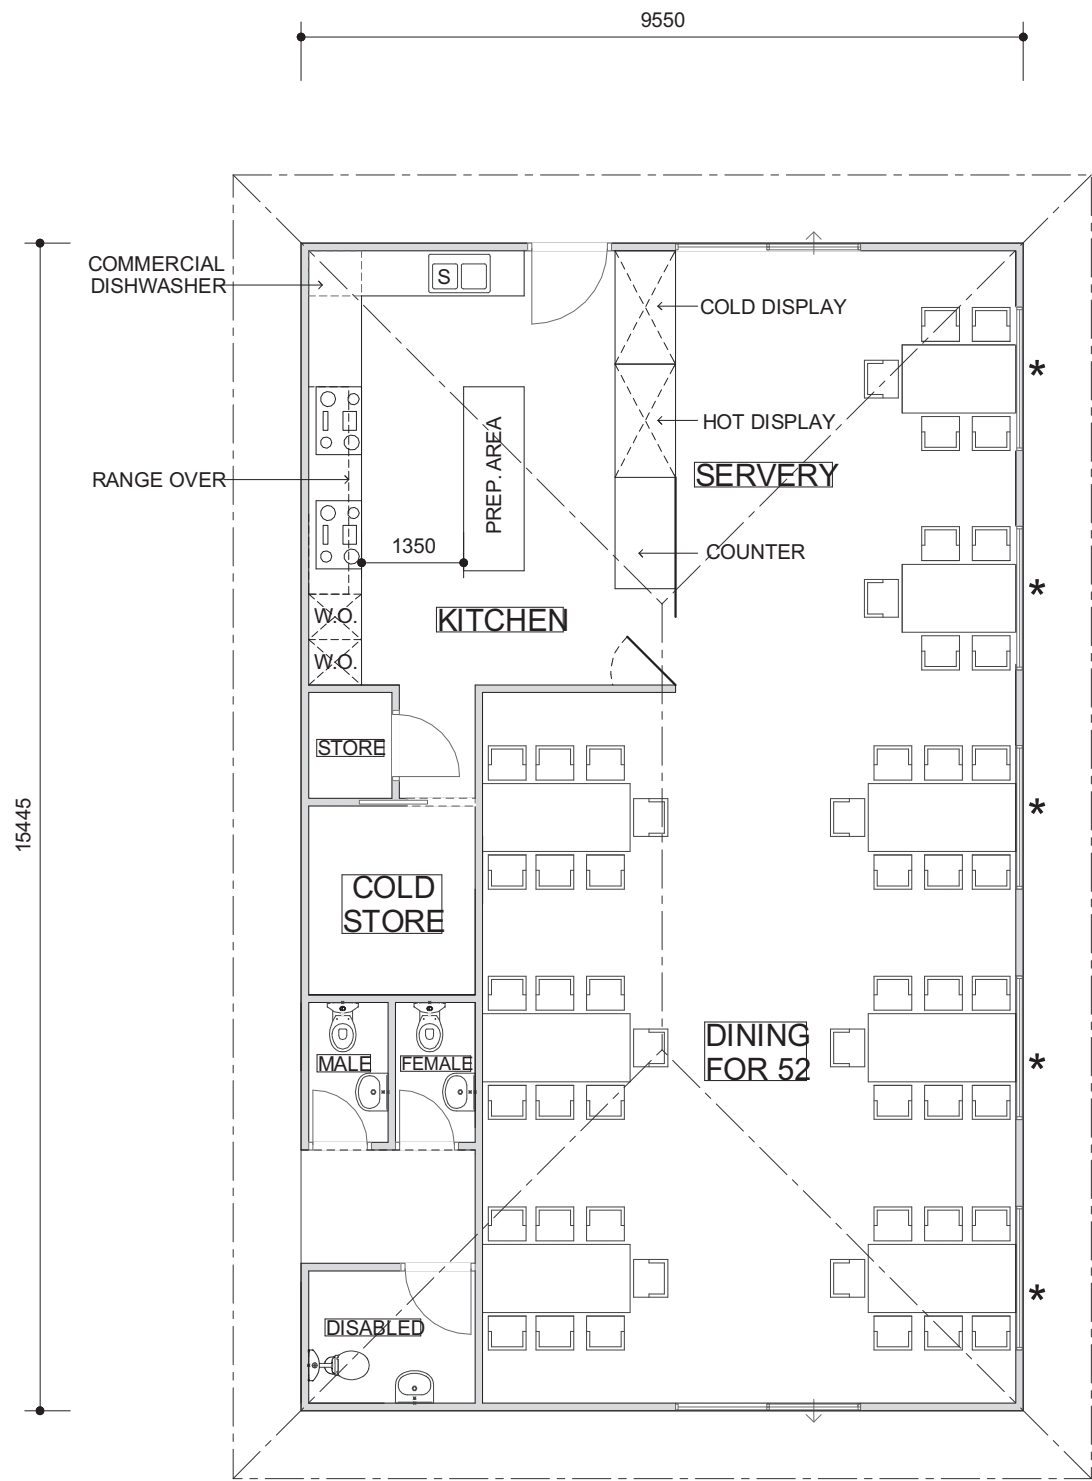 9550
COMMERCIAL
DISHWASHER
S
COLD DISPLAY
*
HOT DISPLAY
PREP. AREA
SERVERY
RANGE OVER
1350
COUNTER
*
W.O.
KITCHEN
W.O.
STORE
*
15445
COLD
STORE
DINING
FOR 52
MALE
FEMALE
*
*
DISABLED